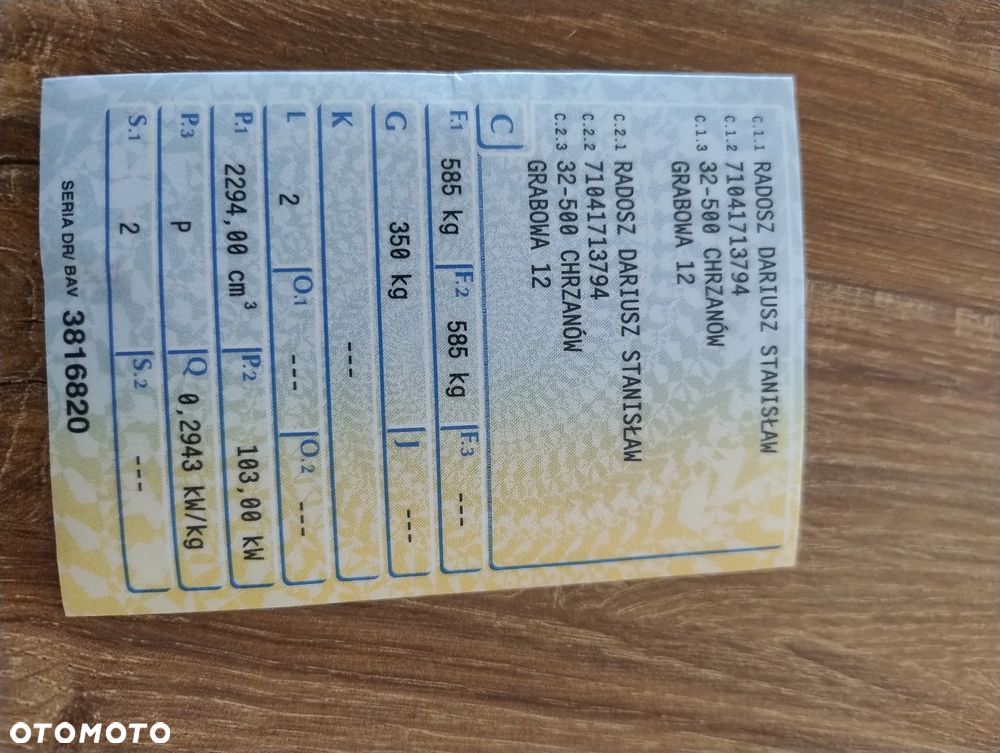 C.1.1 RADOSZ DARIUSZ STANISŁAW
C.1.2 71041713794
C.1.3 32-500 CHRZANÓW
GRABOWA 12
C.2.1 RADOSZ DARIUSZ STANISŁAW
C.2.2 71041713794
C.2.3 32-500 CHRZANÓW
GRABOWA 12
C
F.1 585 kg F.2 585 kg F.3 ---
G 350 kg J ---
K ---
L 2 O.1 --- O.2 ---
P.1 2294,00 cm³ P.2 103,00 kW
P.3 P Q 0,2943 kW/kg
S.1 2 S.2 ---
SERIA DR/ BAV 3816820
OTOMOTO